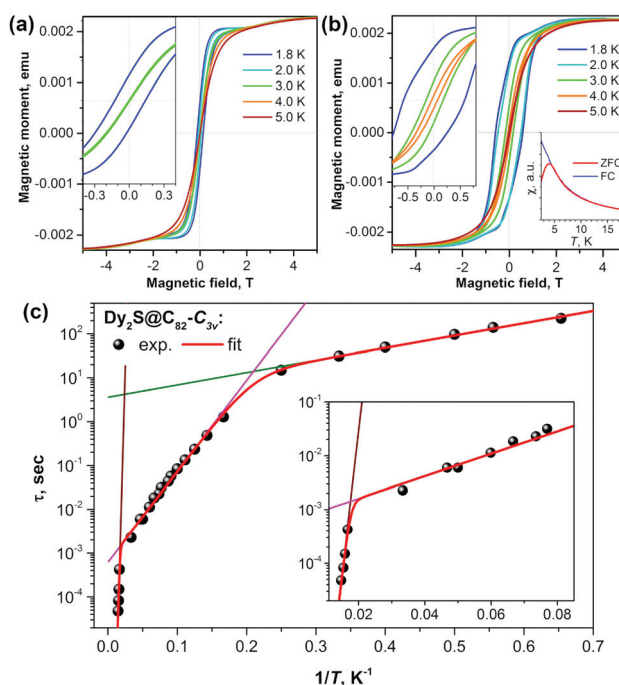 (a)
0.002
0.001
0.000
-0.001
-0.002
Magnetic moment, emu
-0.3 0.0 0.3
1.8 K
2.0 K
3.0 K
4.0 K
5.0 K
-4 -2 0 2 4
Magnetic field, T
(b)
0.002
0.001
0.000
-0.001
-0.002
Magnetic moment, emu
-0.5 0.0 0.5
1.8 K
2.0 K
3.0 K
4.0 K
5.0 K
χ, a.u.
ZFC
FC
5 10 15
T, K
-4 -2 0 2 4
Magnetic field, T
(c)
Dy2S@C82-C3v:
exp. fit
10^2
10^1
10^0
10^-1
10^-2
10^-3
10^-4
τ, sec
10^-1
10^-2
10^-3
10^-4
0.02 0.04 0.06 0.08
0.0 0.1 0.2 0.3 0.4 0.5 0.6 0.7
1/T, K^-1